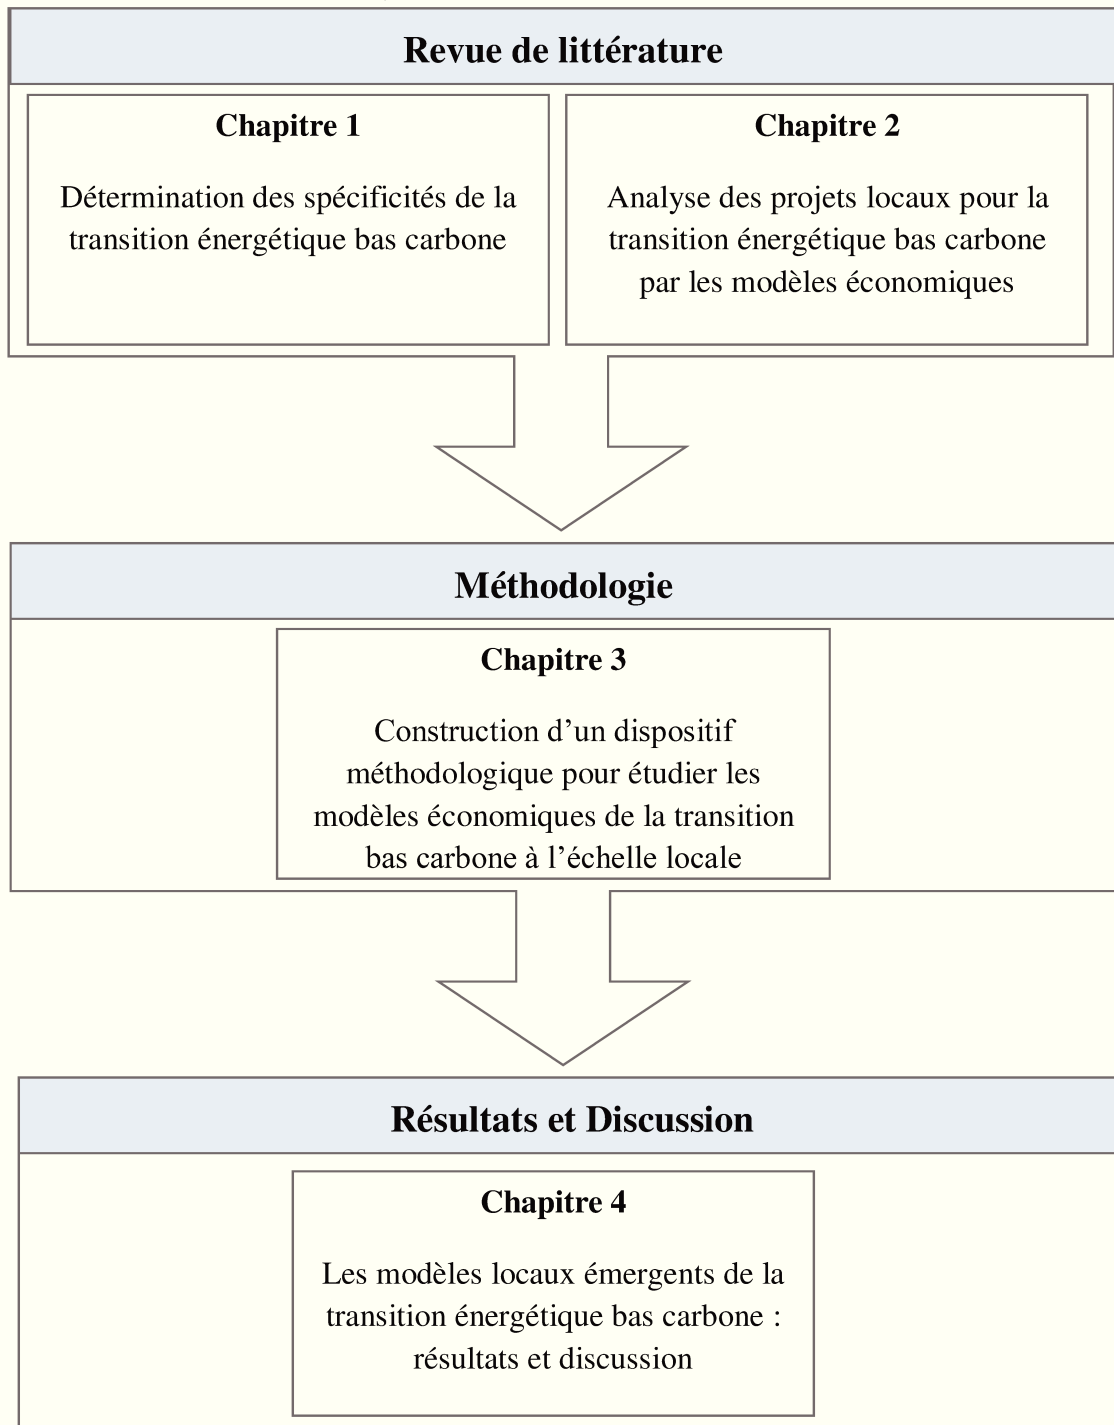 Revue de littérature
Chapitre 1
Détermination des spécificités de la
transition énergétique bas carbone
Chapitre 2
Analyse des projets locaux pour la
transition énergétique bas carbone
par les modèles économiques
Méthodologie
Chapitre 3
Construction d’un dispositif
méthodologique pour étudier les
modèles économiques de la transition
bas carbone à l’échelle locale
Résultats et Discussion
Chapitre 4
Les modèles locaux émergents de la
transition énergétique bas carbone :
résultats et discussion